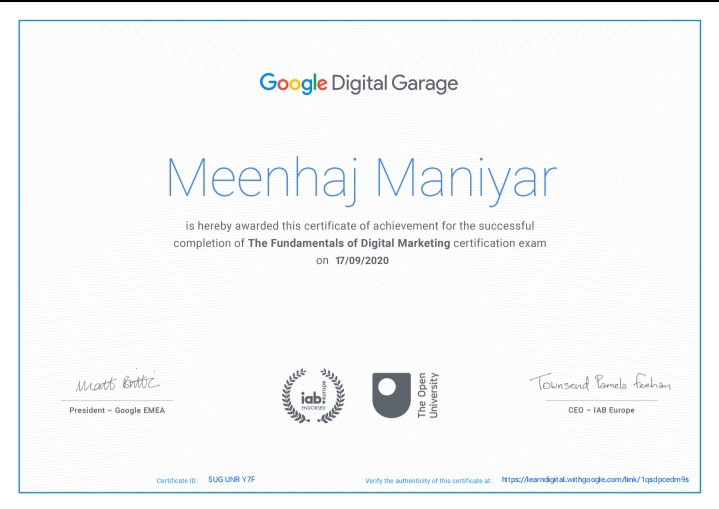 Google Digital Garage
Meenhaj Maniyar
is hereby awarded this certificate of achievement for the successful
completion of The Fundamentals of Digital Marketing certification exam
on 17/09/2020
Matt Brittin
President – Google EMEA
iab.
europe
ENDORSED
The Open
University
Townsend Pamela Feehan
CEO – IAB Europe
Certificate ID: 5UG UNR Y7F
Verify the authenticity of this certificate at: https://learndigital.withgoogle.com/link/1qsdpcedm9s